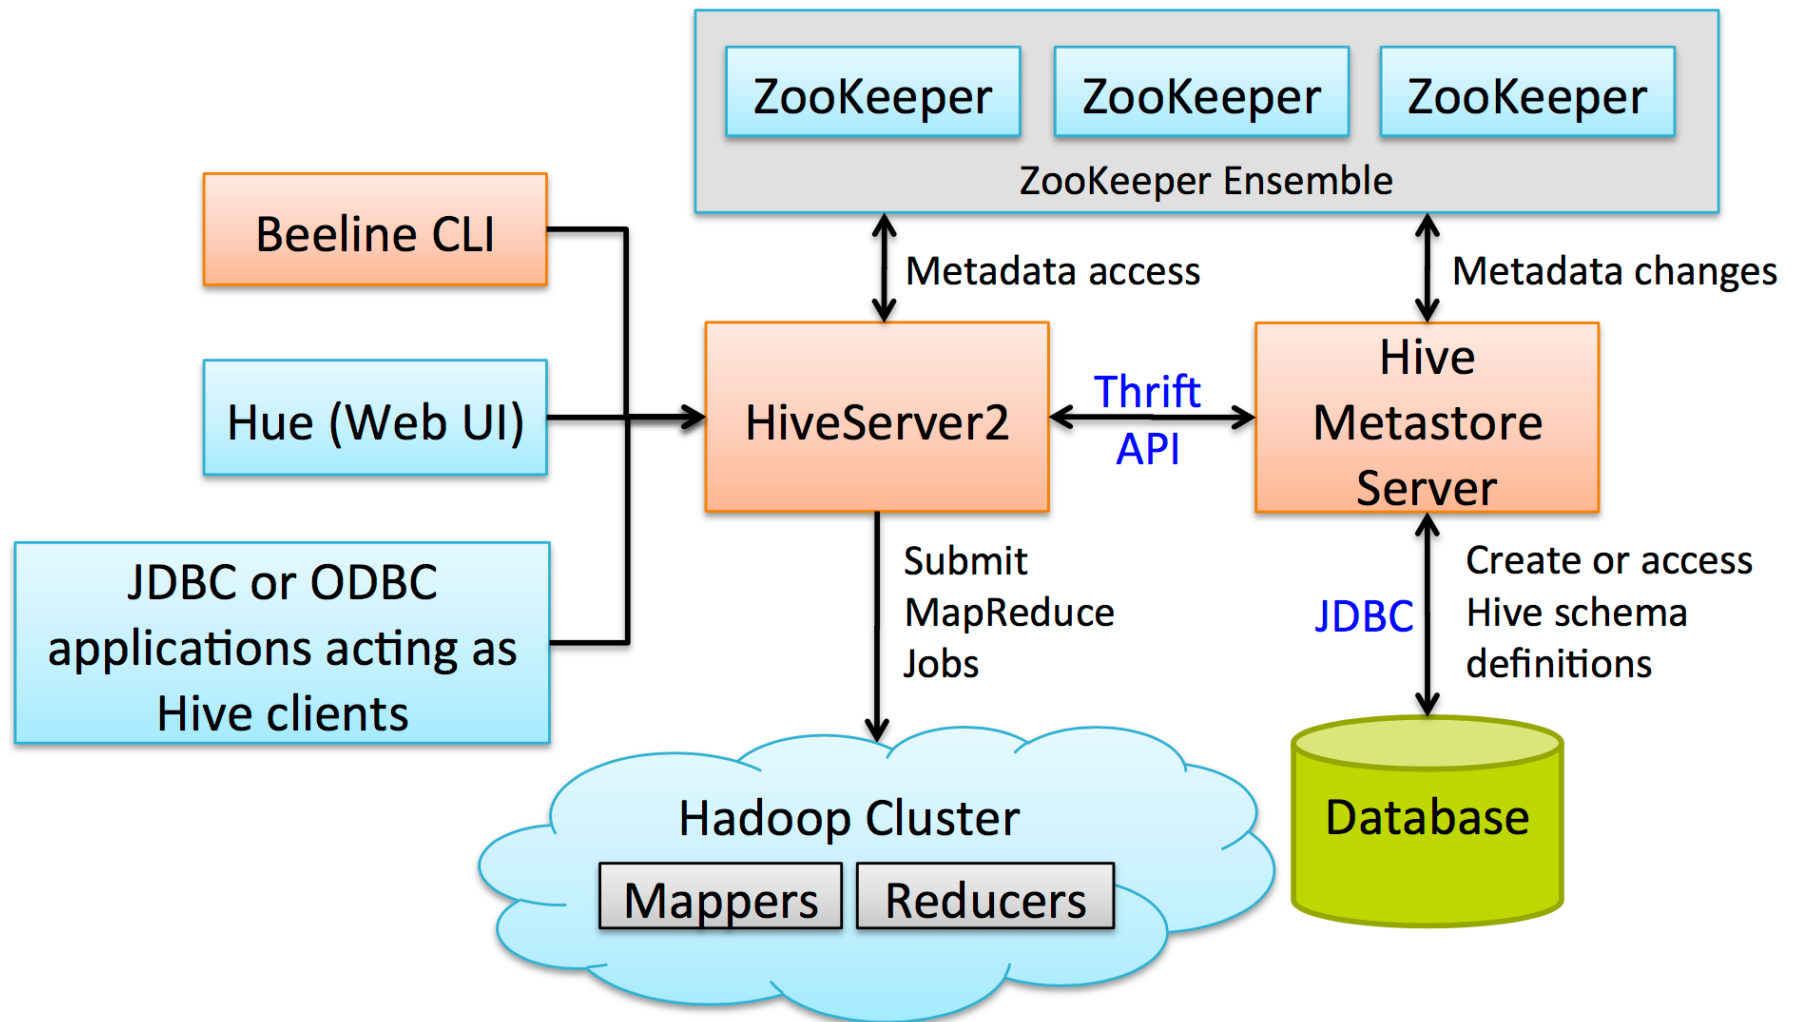 ZooKeeper
ZooKeeper
ZooKeeper
ZooKeeper Ensemble
Beeline CLI
Metadata access
Metadata changes
Hue (Web UI)
HiveServer2
Thrift
API
Hive
Metastore
Server
JDBC or ODBC
applications acting as
Hive clients
Submit
MapReduce
Jobs
JDBC
Create or access
Hive schema
definitions
Hadoop Cluster
Mappers
Reducers
Database